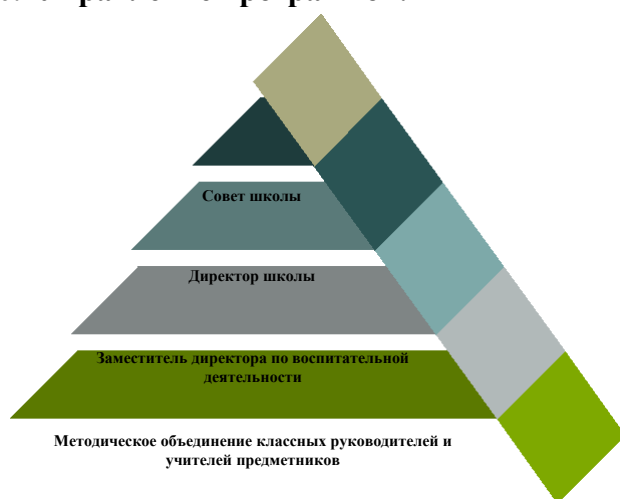 Совет школы
Директор школы
Заместитель директора по воспитательной
деятельности
Методическое объединение классных руководителей и
учителей предметников